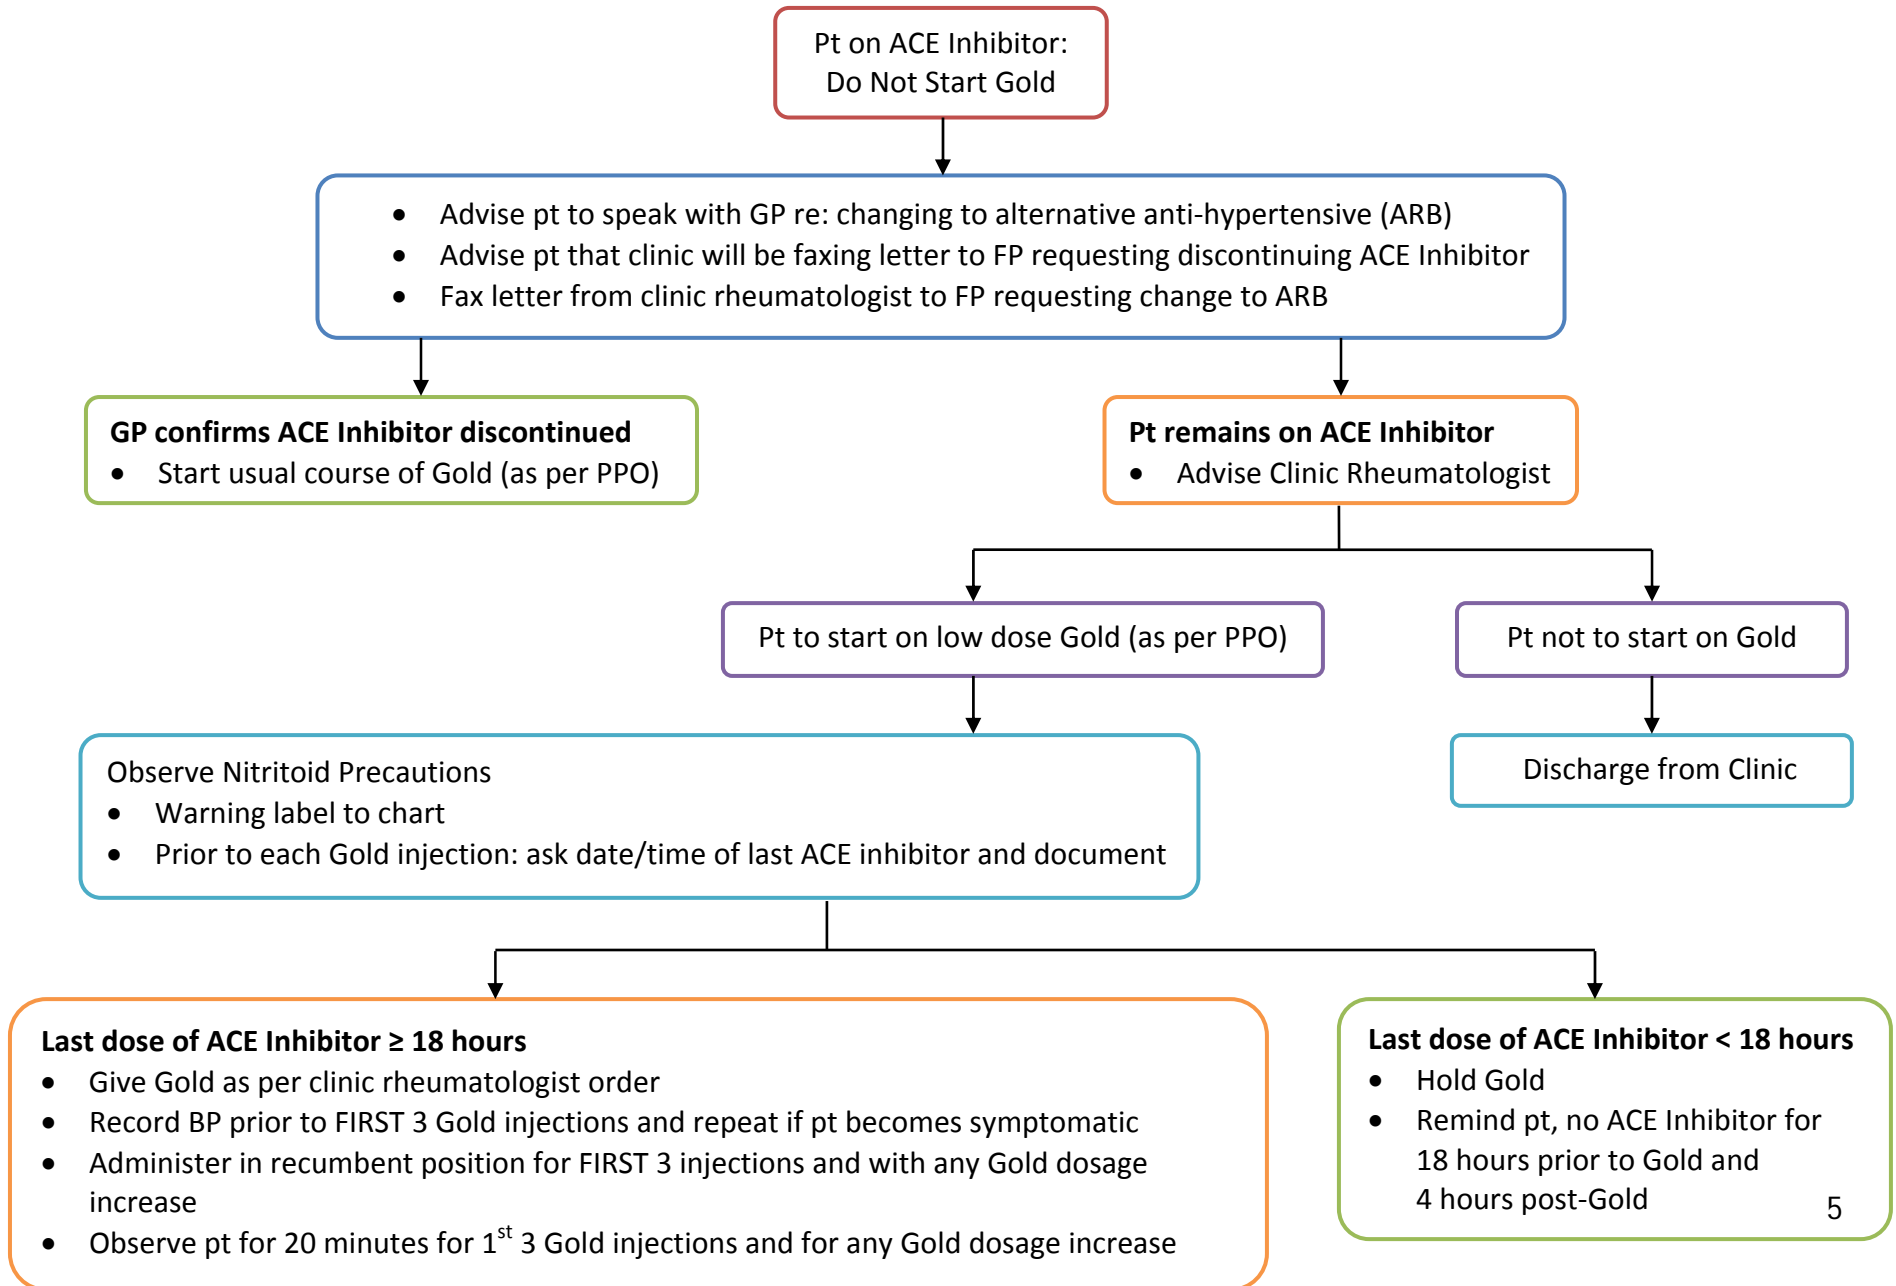 Pt on ACE Inhibitor:
Do Not Start Gold
• Advise pt to speak with GP re: changing to alternative anti-hypertensive (ARB)
• Advise pt that clinic will be faxing letter to FP requesting discontinuing ACE Inhibitor
• Fax letter from clinic rheumatologist to FP requesting change to ARB
GP confirms ACE Inhibitor discontinued
• Start usual course of Gold (as per PPO)
Pt remains on ACE Inhibitor
• Advise Clinic Rheumatologist
Pt to start on low dose Gold (as per PPO)
Pt not to start on Gold
Observe Nitritoid Precautions
• Warning label to chart
• Prior to each Gold injection: ask date/time of last ACE inhibitor and document
Discharge from Clinic
Last dose of ACE Inhibitor ≥ 18 hours
• Give Gold as per clinic rheumatologist order
• Record BP prior to FIRST 3 Gold injections and repeat if pt becomes symptomatic
• Administer in recumbent position for FIRST 3 injections and with any Gold dosage
increase
• Observe pt for 20 minutes for 1st 3 Gold injections and for any Gold dosage increase
Last dose of ACE Inhibitor < 18 hours
• Hold Gold
• Remind pt, no ACE Inhibitor for
18 hours prior to Gold and
4 hours post-Gold
5